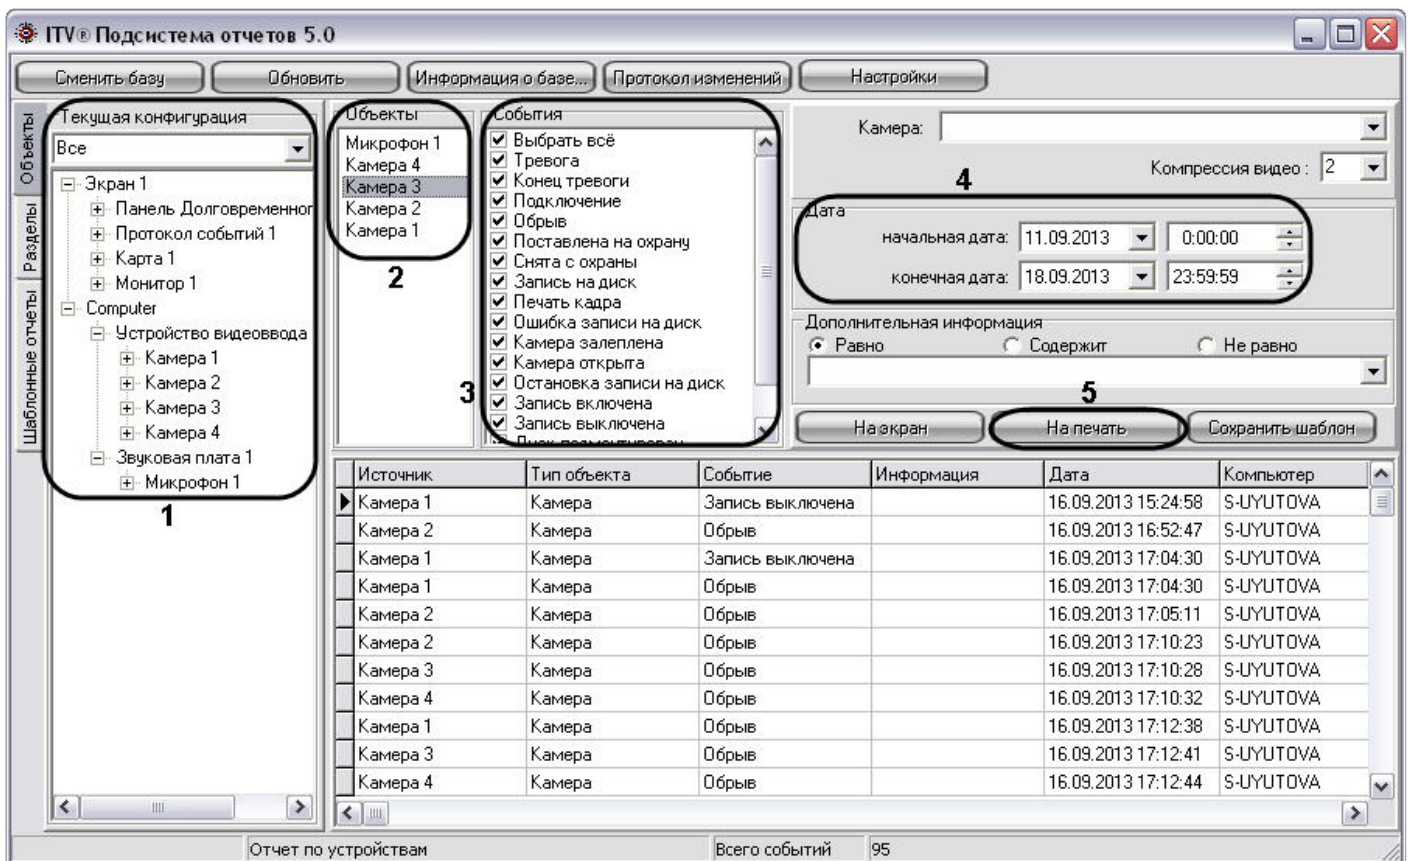 ITV® Подсистема отчетов 5.0
Сменить базу Обновить Информация о базе... Протокол изменений Настройки
Объекты
Разделы
Шаблонные отчеты
Текущая конфигурация
Все
Экран 1
Панель Долговременног
Протокол событий 1
Карта 1
Монитор 1
Computer
Устройство видеоввода
Камера 1
Камера 2
Камера 3
Камера 4
Звуковая плата 1
Микрофон 1
1
Объекты
Микрофон 1
Камера 4
Камера 3
Камера 2
Камера 1
2
События
Выбрать всё
Тревога
Конец тревоги
Подключение
Обрыв
Поставлена на охрану
Снята с охраны
Запись на диск
Печать кадра
Ошибка записи на диск
Камера залеплена
Камера открыта
Остановка записи на диск
Запись включена
Запись выключена
3
Камера:
Компрессия видео : 2
4
Дата
начальная дата: 11.09.2013 0:00:00
конечная дата: 18.09.2013 23:59:59
Дополнительная информация
Равно Содержит Не равно
5
На экран На печать Сохранить шаблон
Источник Тип объекта Событие Информация Дата Компьютер
Камера 1 Камера Запись выключена 16.09.2013 15:24:58 S-UYUTOVA
Камера 2 Камера Обрыв 16.09.2013 16:52:47 S-UYUTOVA
Камера 1 Камера Запись выключена 16.09.2013 17:04:30 S-UYUTOVA
Камера 1 Камера Обрыв 16.09.2013 17:04:30 S-UYUTOVA
Камера 2 Камера Обрыв 16.09.2013 17:05:11 S-UYUTOVA
Камера 2 Камера Обрыв 16.09.2013 17:10:23 S-UYUTOVA
Камера 3 Камера Обрыв 16.09.2013 17:10:28 S-UYUTOVA
Камера 4 Камера Обрыв 16.09.2013 17:10:32 S-UYUTOVA
Камера 1 Камера Обрыв 16.09.2013 17:12:38 S-UYUTOVA
Камера 3 Камера Обрыв 16.09.2013 17:12:41 S-UYUTOVA
Камера 4 Камера Обрыв 16.09.2013 17:12:44 S-UYUTOVA
Отчет по устройствам Всего событий 95